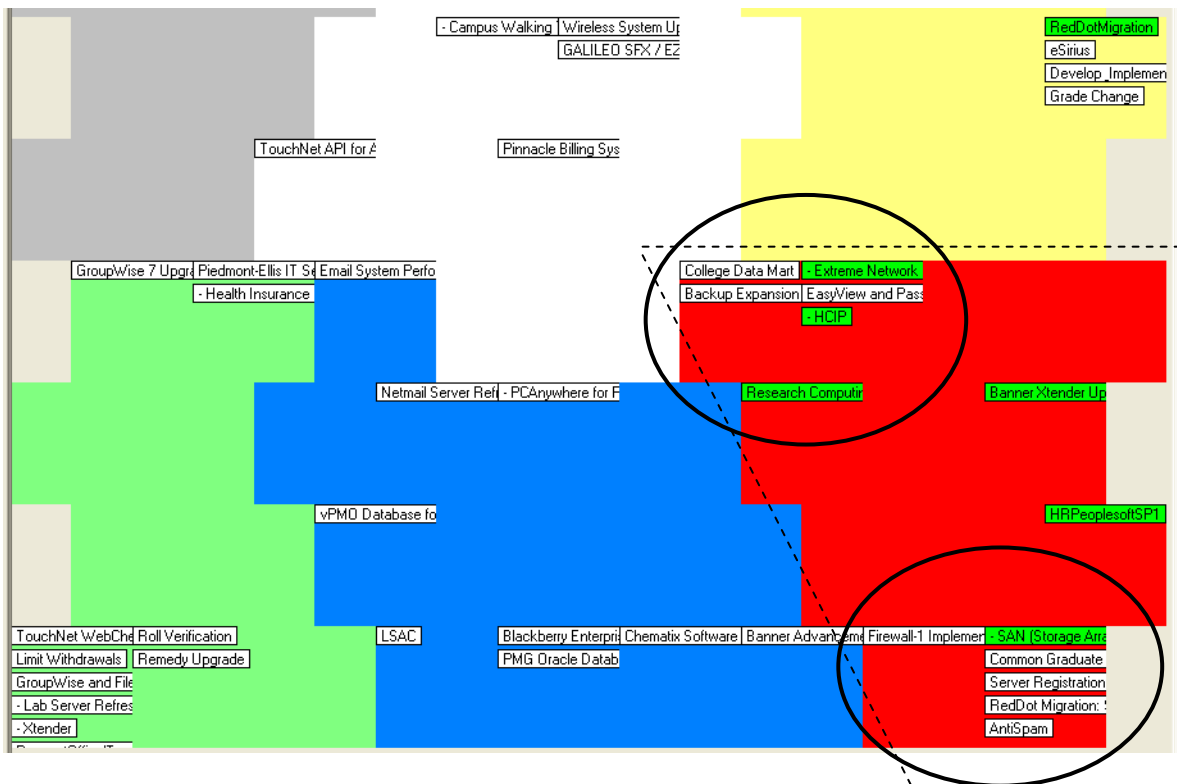 - Campus Walking Wireless System Up RedDotMigration
GALILEO SFX / EZ eSirius
Develop_Implemen
Grade Change
TouchNet API for A Pinnacle Billing Sys
GroupWise 7 Upgra Piedmont-Ellis IT Se Email System Perfo College Data Mart - Extreme Network
- Health Insurance Backup Expansion EasyView and Pass
- HCIP
Netmail Server Refr - PCAnywhere for F Research Computin Banner Xtender Up
vPMO Database fo HRPeoplesoftSP1
TouchNet WebChe Roll Verification LSAC Blackberry Enterpri Chematix Software Banner Advanceme Firewall-1 Implemen - SAN (Storage Arra
Limit Withdrawals Remedy Upgrade PMG Oracle Datab Common Graduate
GroupWise and File Server Registration
- Lab Server Refres RedDot Migration: S
- Xtender AntiSpam